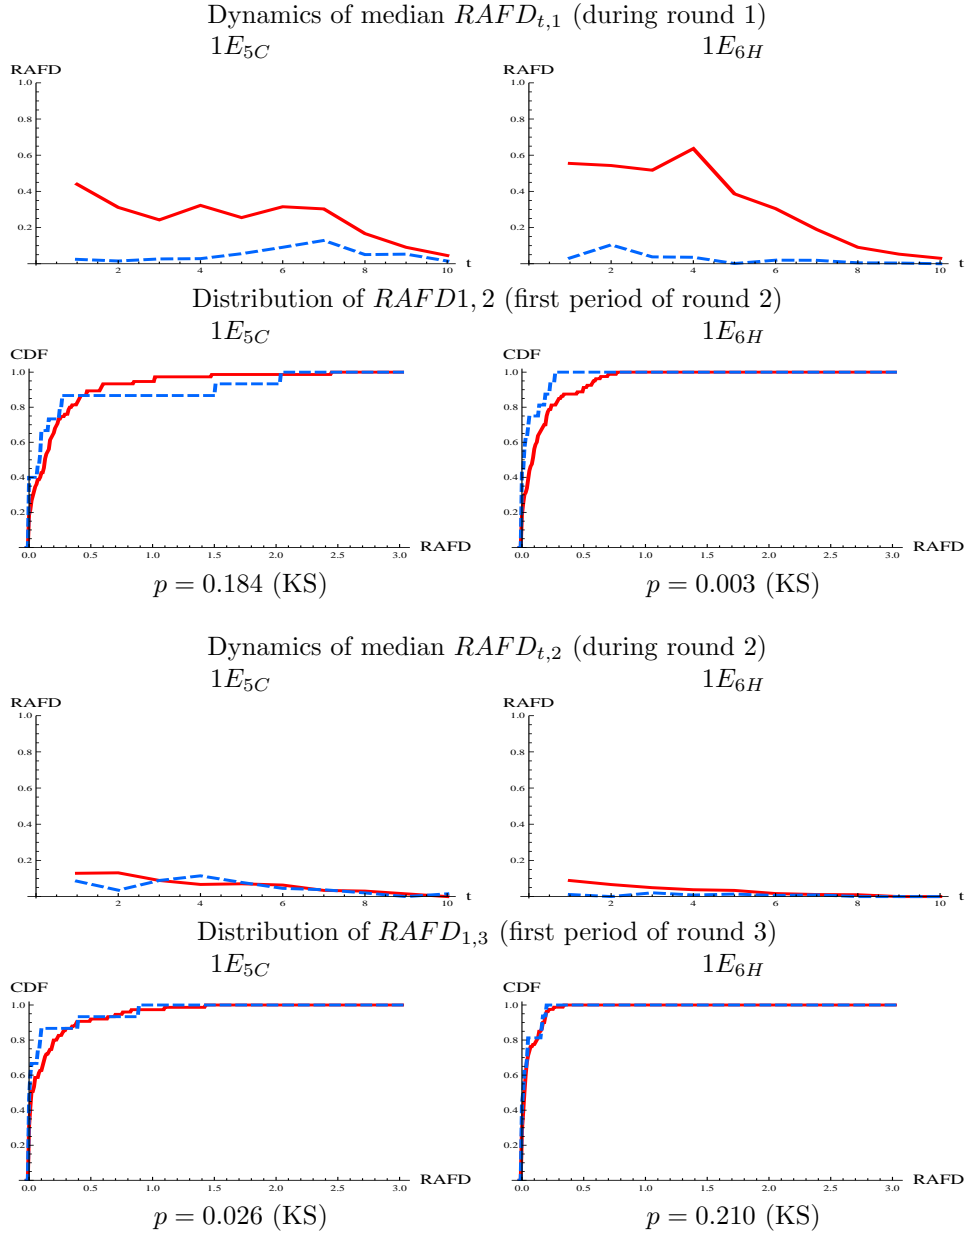 Dynamics of median RAFD_{t,1} (during round 1)
1E_{5C} 1E_{6H}
RAFD RAFD
1.0 1.0
0.8 0.8
0.6 0.6
0.4 0.4
0.2 0.2
2 4 6 8 10 t 2 4 6 8 10 t
Distribution of RAFD1, 2 (first period of round 2)
1E_{5C} 1E_{6H}
CDF CDF
1.0 1.0
0.8 0.8
0.6 0.6
0.4 0.4
0.2 0.2
0.0 0.5 1.0 1.5 2.0 2.5 3.0 RAFD 0.0 0.5 1.0 1.5 2.0 2.5 3.0 RAFD
p = 0.184 (KS) p = 0.003 (KS)
Dynamics of median RAFD_{t,2} (during round 2)
1E_{5C} 1E_{6H}
RAFD RAFD
1.0 1.0
0.8 0.8
0.6 0.6
0.4 0.4
0.2 0.2
2 4 6 8 10 t 2 4 6 8 10 t
Distribution of RAFD_{1,3} (first period of round 3)
1E_{5C} 1E_{6H}
CDF CDF
1.0 1.0
0.8 0.8
0.6 0.6
0.4 0.4
0.2 0.2
0.0 0.5 1.0 1.5 2.0 2.5 3.0 RAFD 0.0 0.5 1.0 1.5 2.0 2.5 3.0 RAFD
p = 0.026 (KS) p = 0.210 (KS)